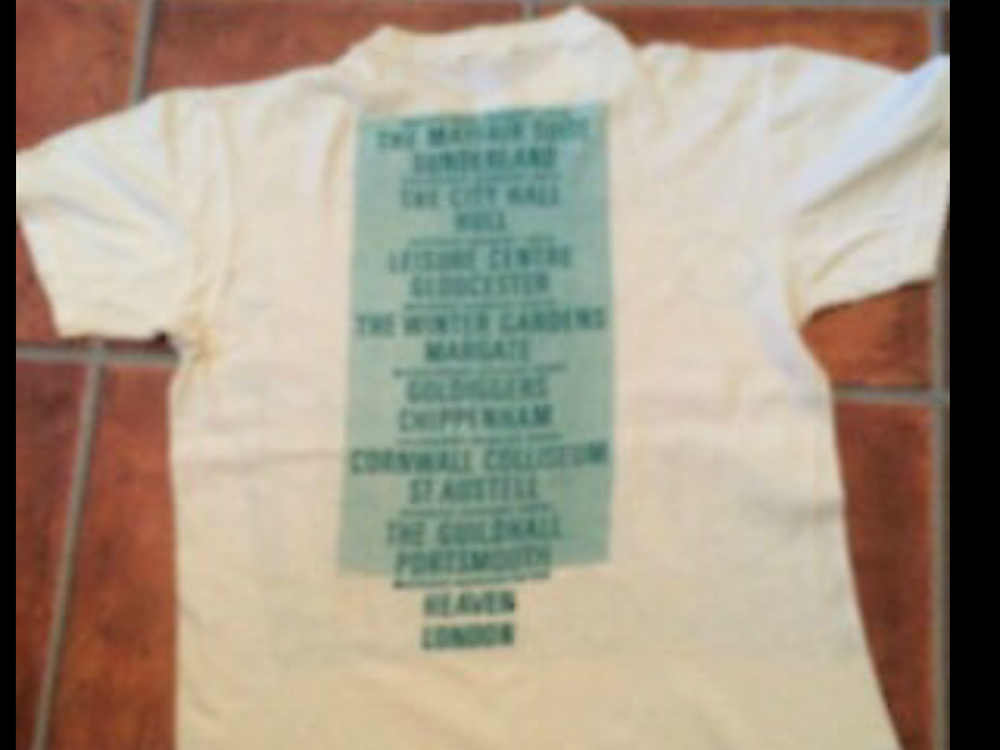 THE MAYFAIR SUITE
SUNDERLAND
THE CITY HALL
HULL
LEISURE CENTRE
GLOUCESTER
THE WINTER GARDENS
MARGATE
GOLDIGGERS
CHIPPENHAM
CORNWALL COLLISEUM
ST AUSTELL
THE GUILDHALL
PORTSMOUTH
HEAVEN
LONDON